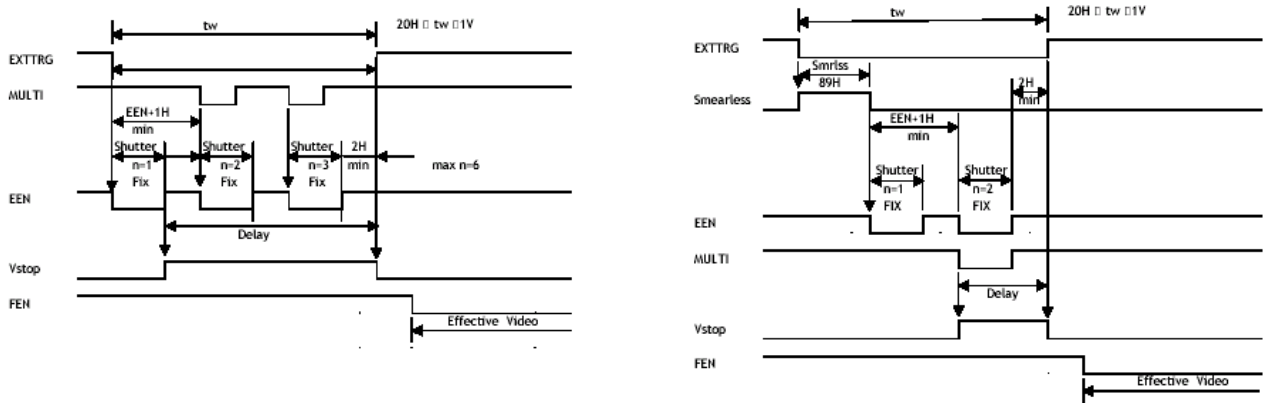 tw
20H □ tw □1V
EXTTRG
MULTI
EEN+1H
min
Shutter
n=1
Fix
Shutter
n=2
Fix
Shutter
n=3
Fix
2H
min
max n=6
EEN
Delay
Vstop
FEN
Effective Video
tw
20H □ tw □1V
EXTTRG
Smrlss
89H
2H
min
Smearless
EEN+1H
min
Shutter
n=1
FIX
Shutter
n=2
FIX
EEN
MULTI
Delay
Vstop
FEN
Effective Video